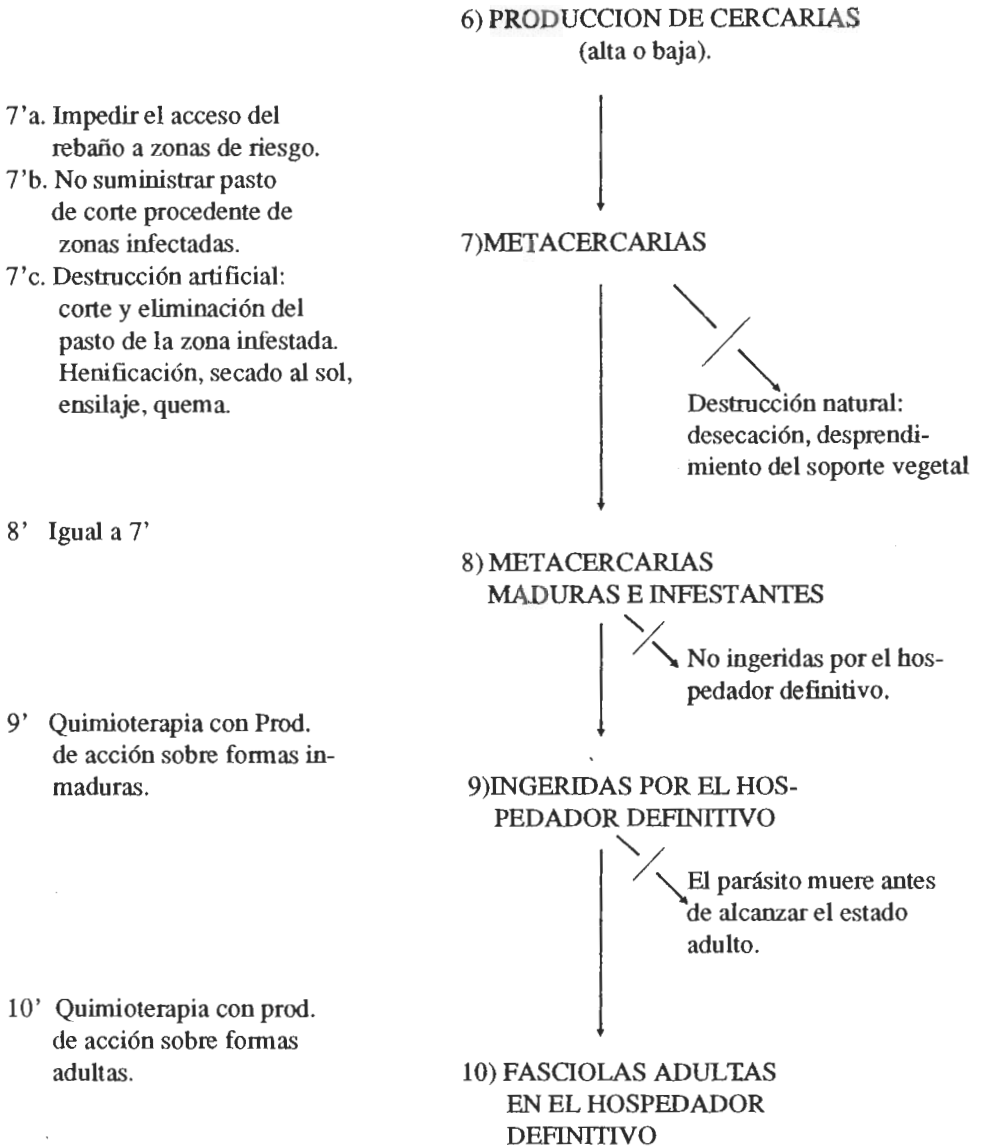 6) PRODUCCION DE CERCARIAS
(alta o baja).
7’a. Impedir el acceso del
rebaño a zonas de riesgo.
7’b. No suministrar pasto
de corte procedente de
zonas infectadas.
7’c. Destrucción artificial:
corte y eliminación del
pasto de la zona infestada.
Henificación, secado al sol,
ensilaje, quema.
7)METACERCARIAS
Destrucción natural:
desecación, desprendi-
miento del soporte vegetal
8’ Igual a 7’
8) METACERCARIAS
MADURAS E INFESTANTES
No ingeridas por el hos-
pedador definitivo.
9’ Quimioterapia con Prod.
de acción sobre formas in-
maduras.
9)INGERIDAS POR EL HOS-
PEDADOR DEFINITIVO
El parásito muere antes
de alcanzar el estado
adulto.
10’ Quimioterapia con prod.
de acción sobre formas
adultas.
10) FASCIOLAS ADULTAS
EN EL HOSPEDADOR
DEFINITIVO